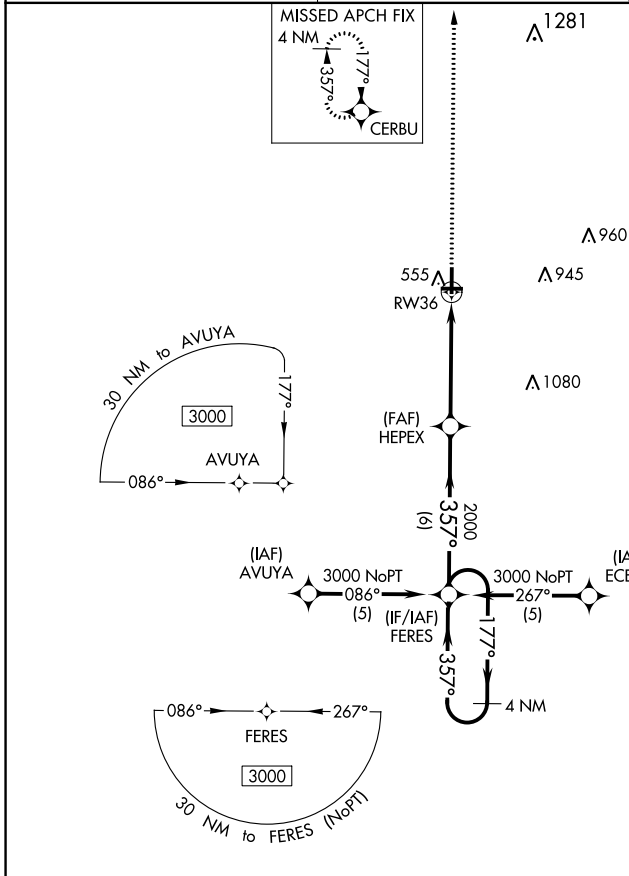 MISSED APCH FIX
4 NM
357°
177°
CERBU
1281
960
555
945
RW36
1080
30 NM to AVUYA
177°
3000
AVUYA
086°
(FAF)
HEPEX
357°
(6)
2000
(IAF)
AVUYA
3000 NoPT
086°
(5)
(IF/IAF)
FERES
3000 NoPT
267°
(5)
(IA
ECE
177°
357°
4 NM
086°
267°
FERES
3000
30 NM to FERES (NoPT)